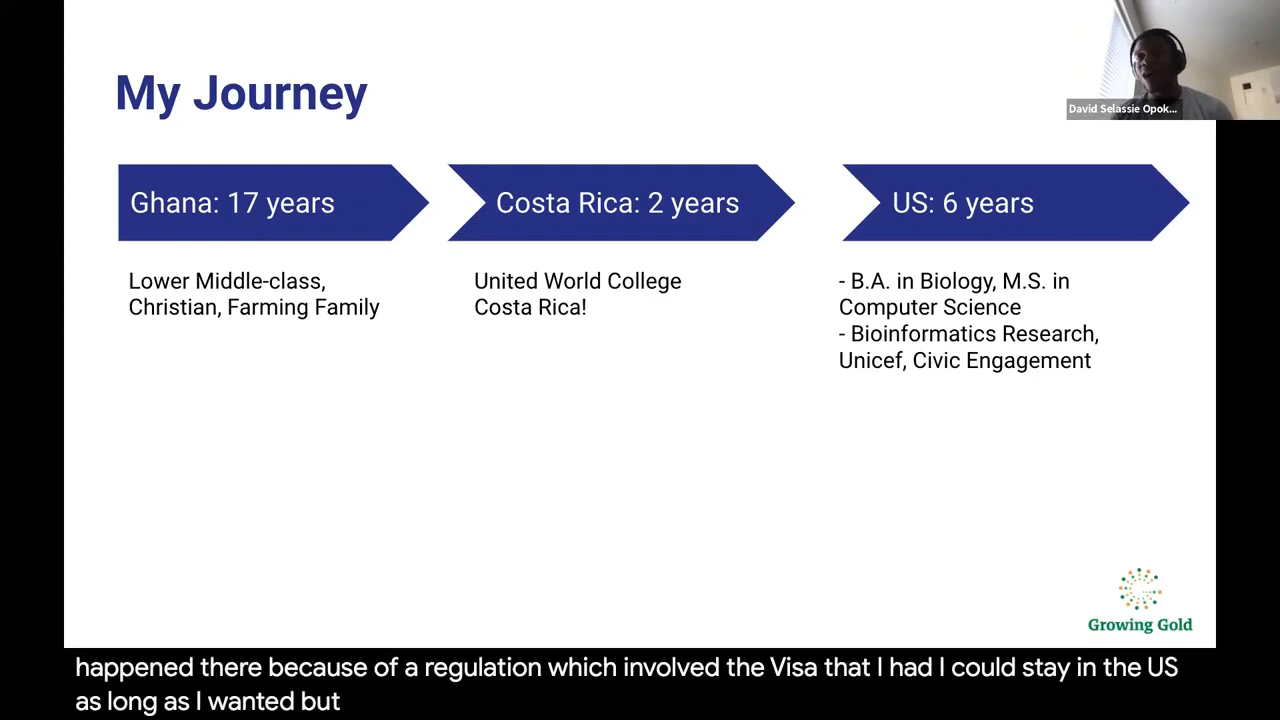 My Journey
David Selassie Opok...
Ghana: 17 years
Costa Rica: 2 years
US: 6 years
Lower Middle-class,
Christian, Farming Family
United World College
Costa Rica!
- B.A. in Biology, M.S. in
Computer Science
- Bioinformatics Research,
Unicef, Civic Engagement
Growing Gold
happened there because of a regulation which involved the Visa that I had I could stay in the US
as long as I wanted but